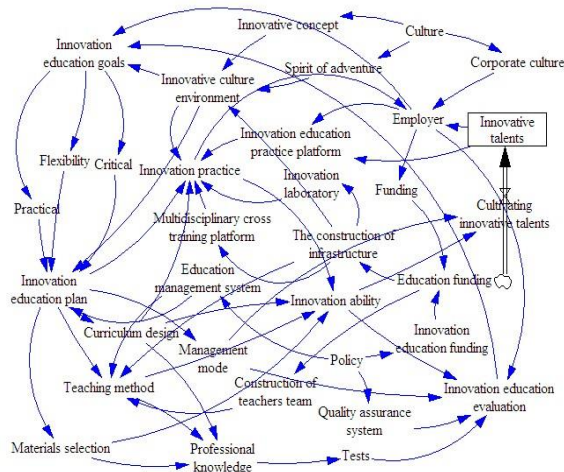 Innovative concept
Culture
Innovation
education goals
Spirit of adventure
Corporate culture
Innovative culture
environment
Employer
Innovative
talents
Innovation education
practice platform
Flexibility
Critical
Innovation practice
Innovation
laboratory
Funding
Cultivating
innovative talents
Practical
Multidisciplinary cross
training platform
The construction of
infrastructure
Innovation
education plan
Education
management system
Education funding
Innovation ability
Curriculum design
Management
mode
Policy
Innovation
education funding
Teaching method
Construction of
teachers team
Quality assurance
system
Innovation education
evaluation
Materials selection
Professional
knowledge
Tests